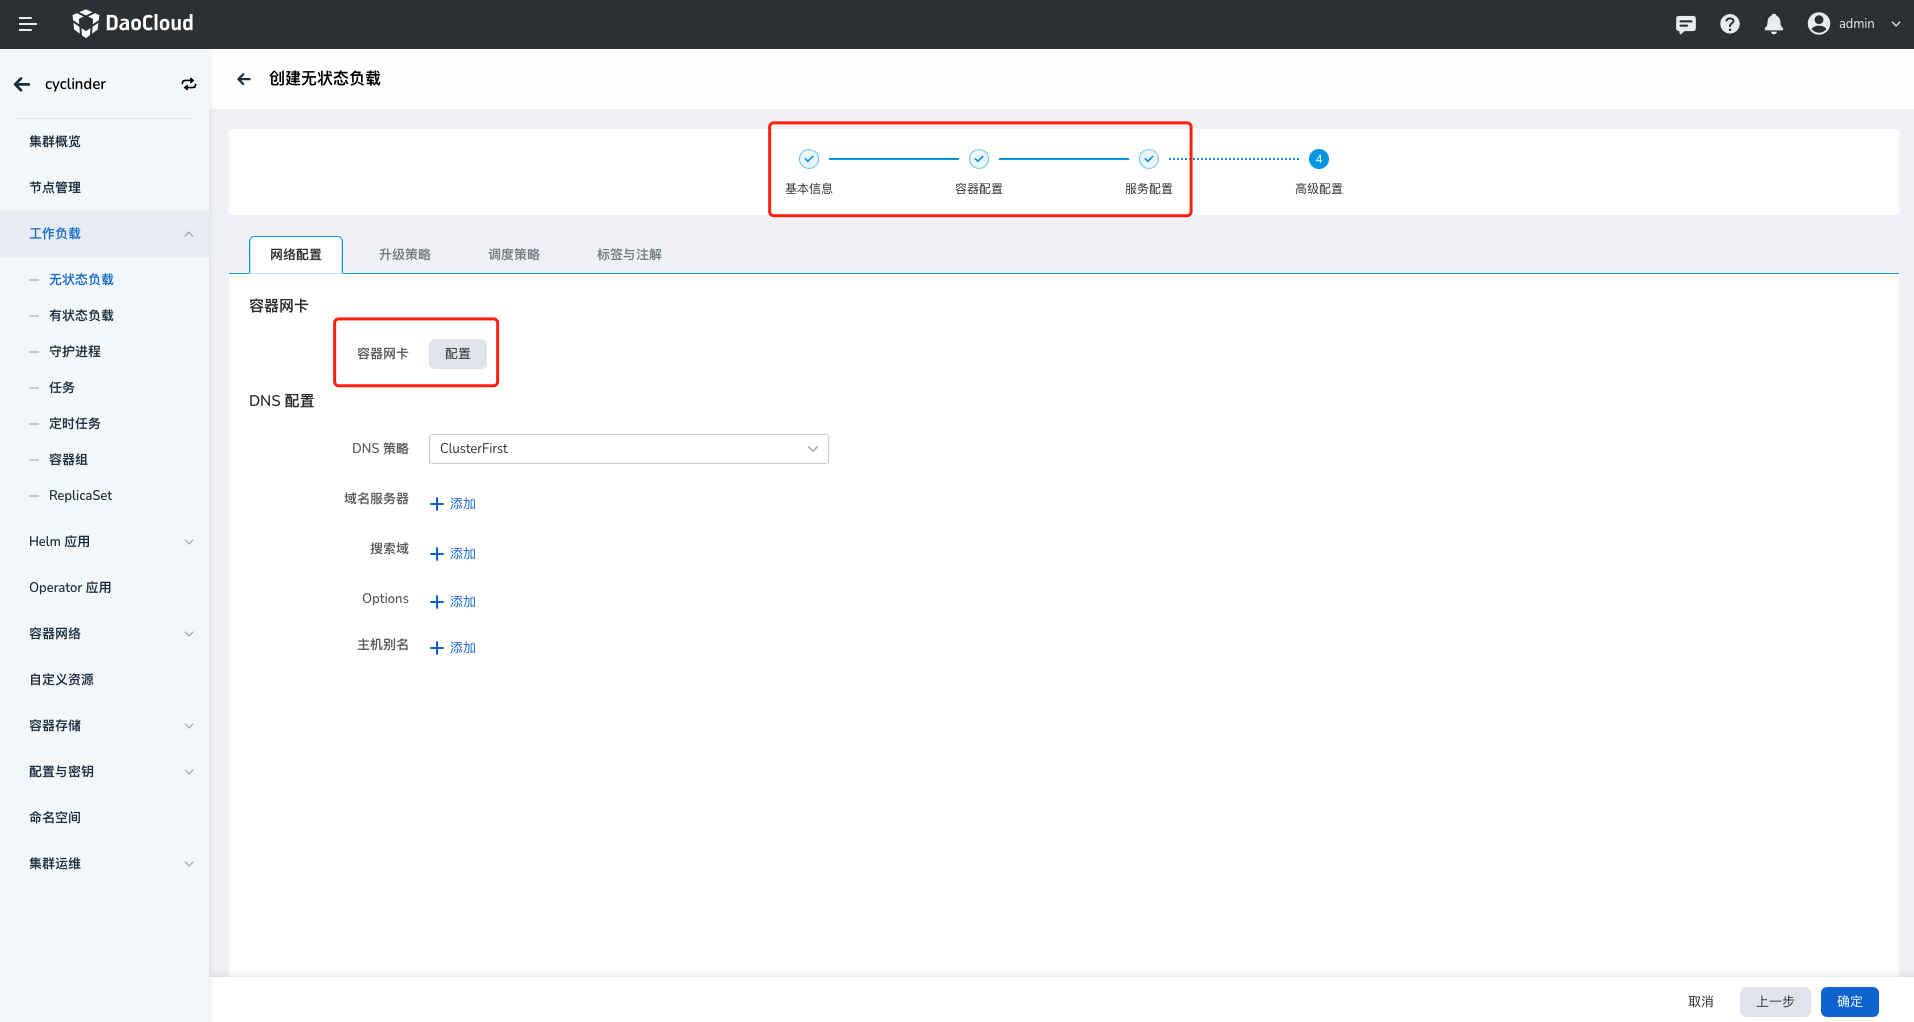 DaoCloud
admin
cyclinder
集群概览
节点管理
工作负载
无状态负载
有状态负载
守护进程
任务
定时任务
容器组
ReplicaSet
Helm 应用
Operator 应用
容器网络
自定义资源
容器存储
配置与密钥
命名空间
集群运维
创建无状态负载
基本信息
容器配置
服务配置
4
高级配置
网络配置
升级策略
调度策略
标签与注解
容器网卡
容器网卡 配置
DNS 配置
DNS 策略 ClusterFirst
域名服务器 添加
搜索域 添加
Options 添加
主机别名 添加
取消 上一步 确定